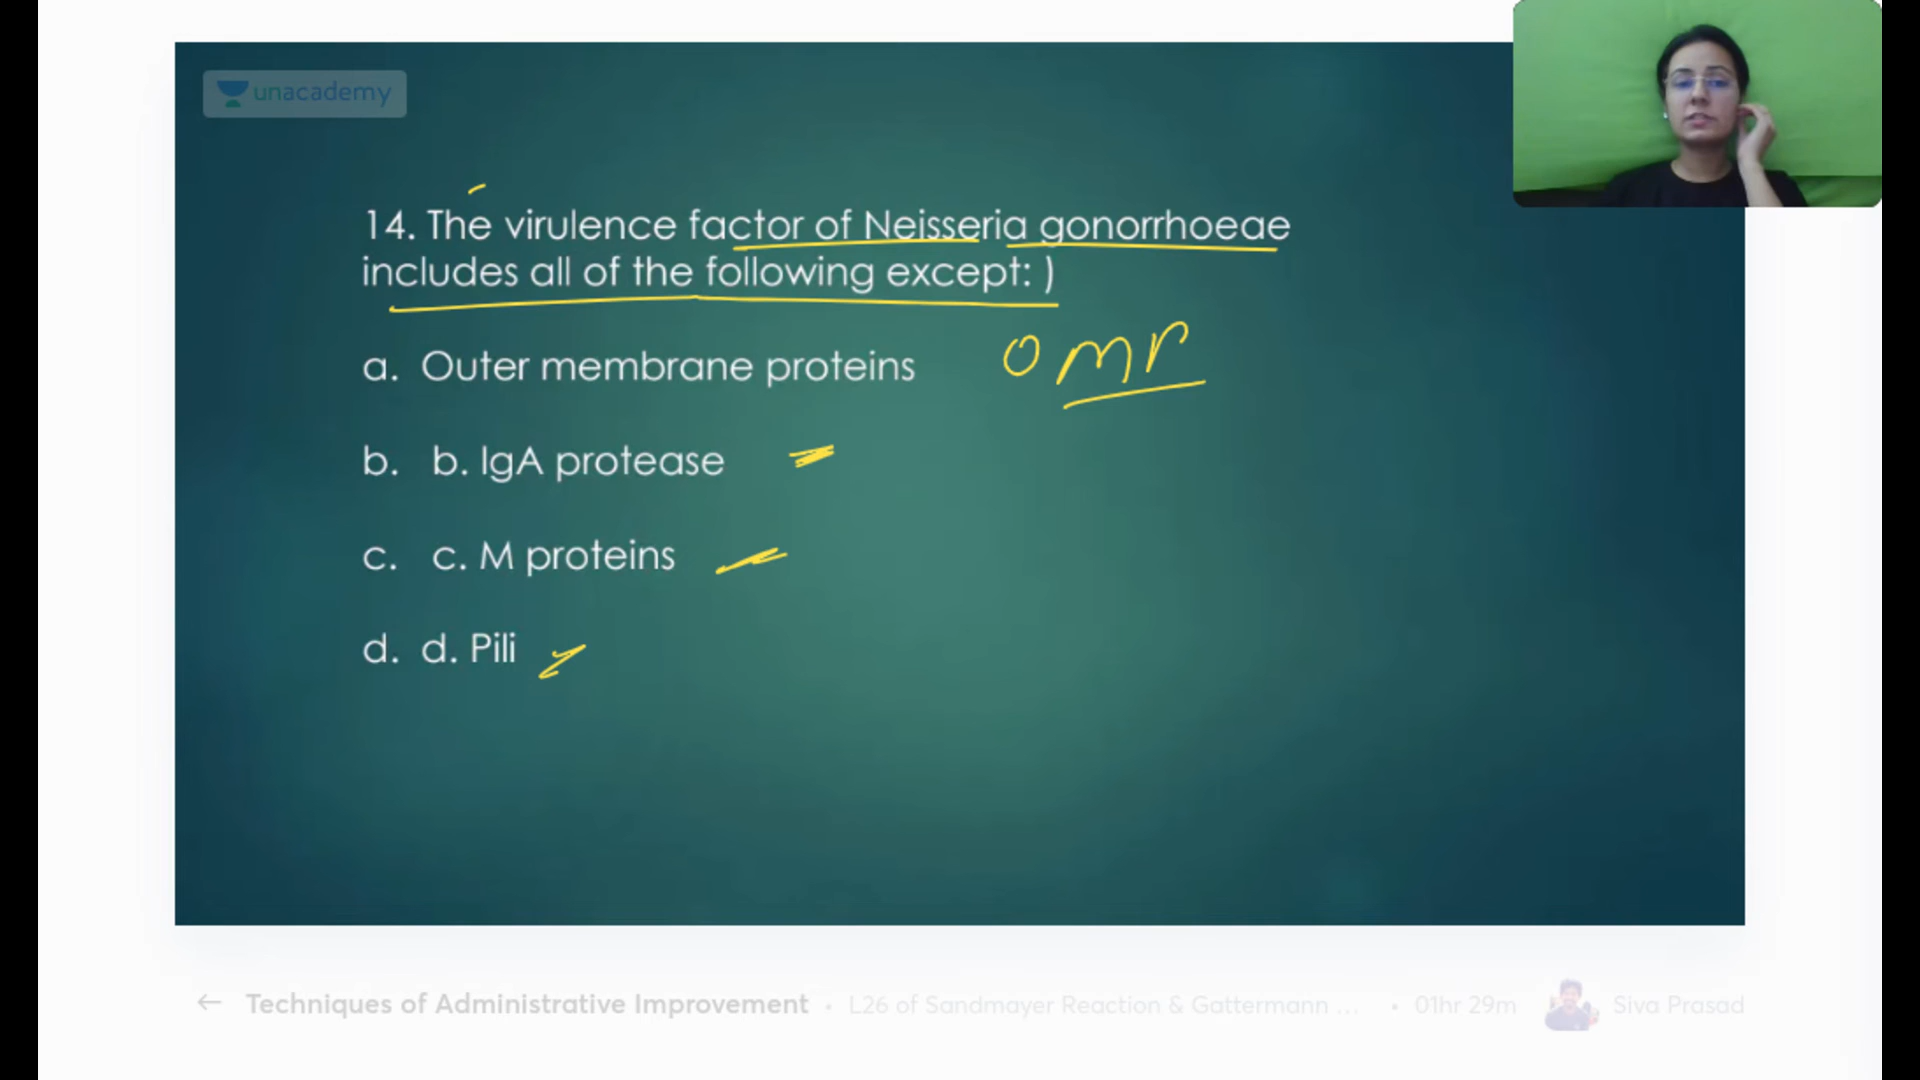 unacademy
14. The virulence factor of Neisseria gonorrhoeae
includes all of the following except: )
a. Outer membrane proteins
omp
b. b. IgA protease
c. c. M proteins
d. d. Pili
← Techniques of Administrative Improvement • L26 of Sandmayer Reaction & Gattermann ... • 01hr 29m Siva Prasad